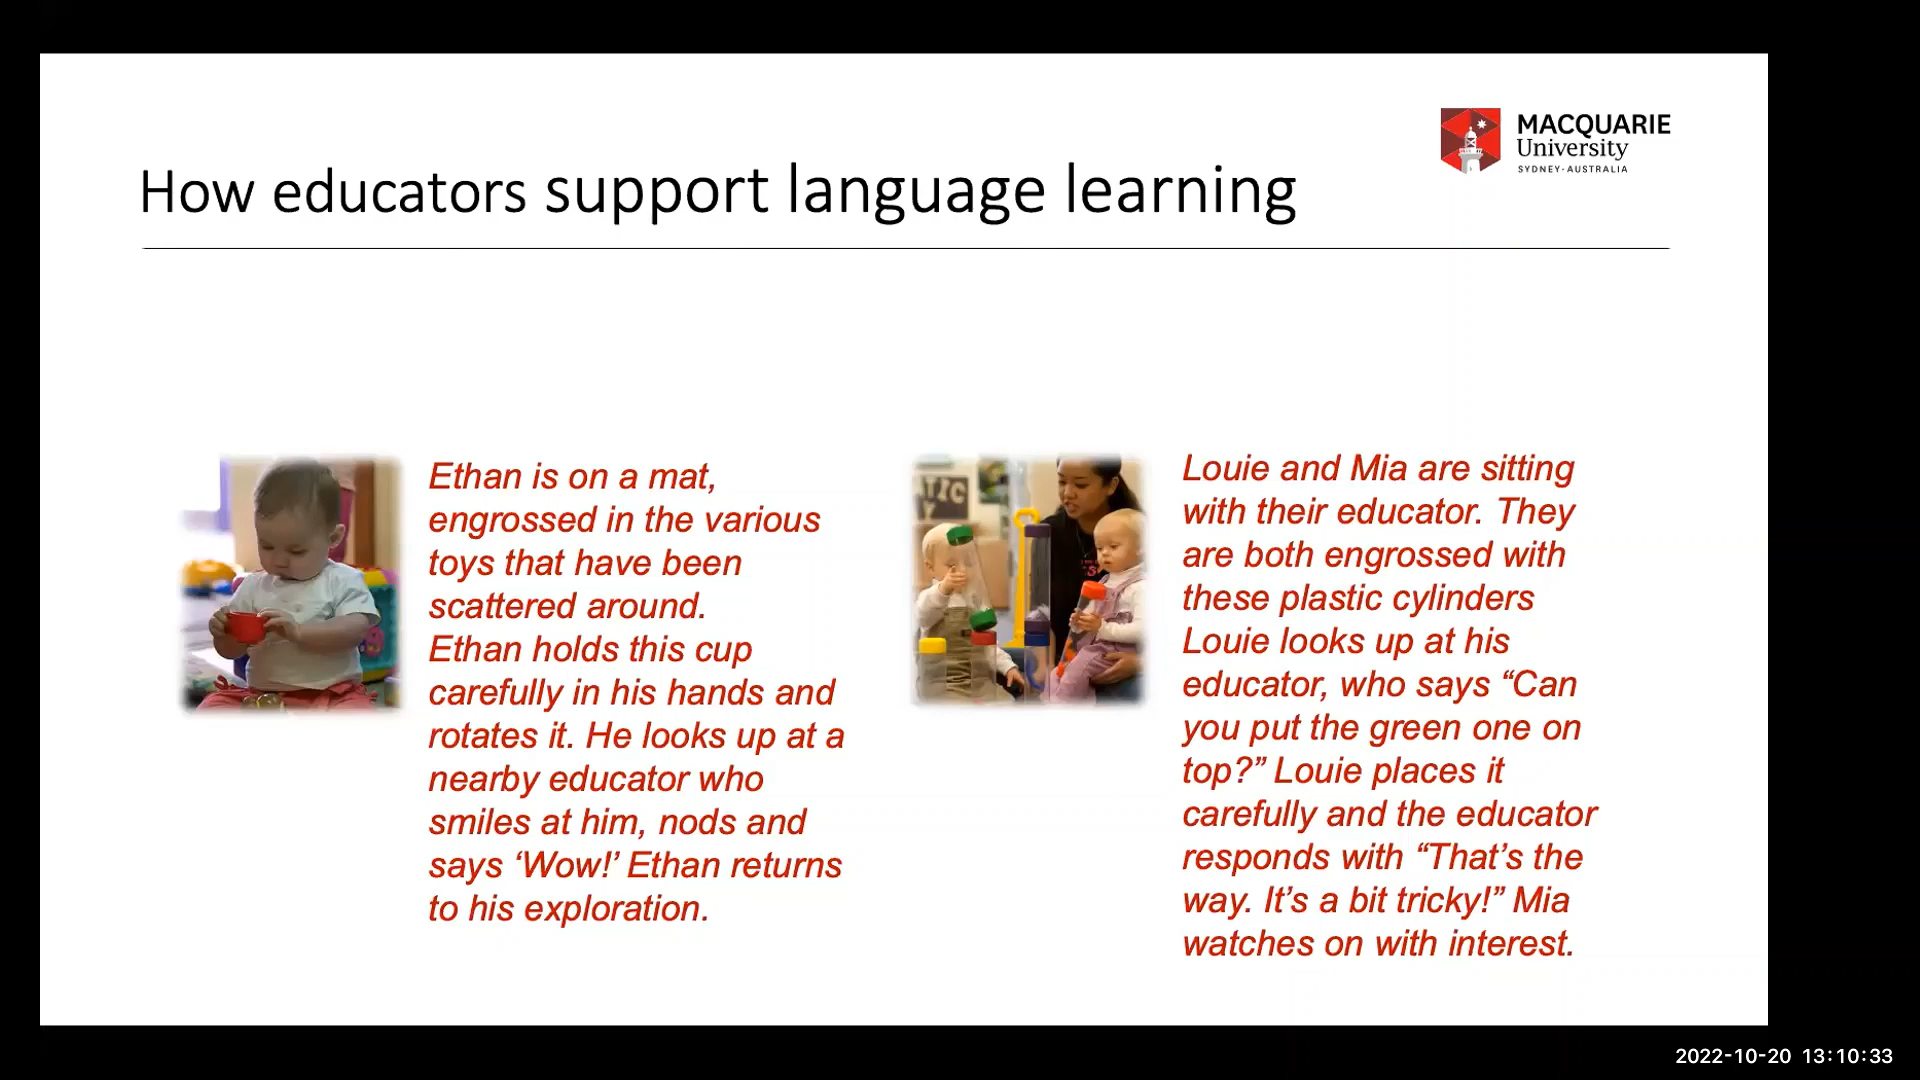 MACQUARIE
University
SYDNEY·AUSTRALIA
How educators support language learning
Ethan is on a mat,
engrossed in the various
toys that have been
scattered around.
Ethan holds this cup
carefully in his hands and
rotates it. He looks up at a
nearby educator who
smiles at him, nods and
says ‘Wow!’ Ethan returns
to his exploration.
Louie and Mia are sitting
with their educator. They
are both engrossed with
these plastic cylinders
Louie looks up at his
educator, who says “Can
you put the green one on
top?” Louie places it
carefully and the educator
responds with “That’s the
way. It’s a bit tricky!” Mia
watches on with interest.
2022-10-20 13:10:33